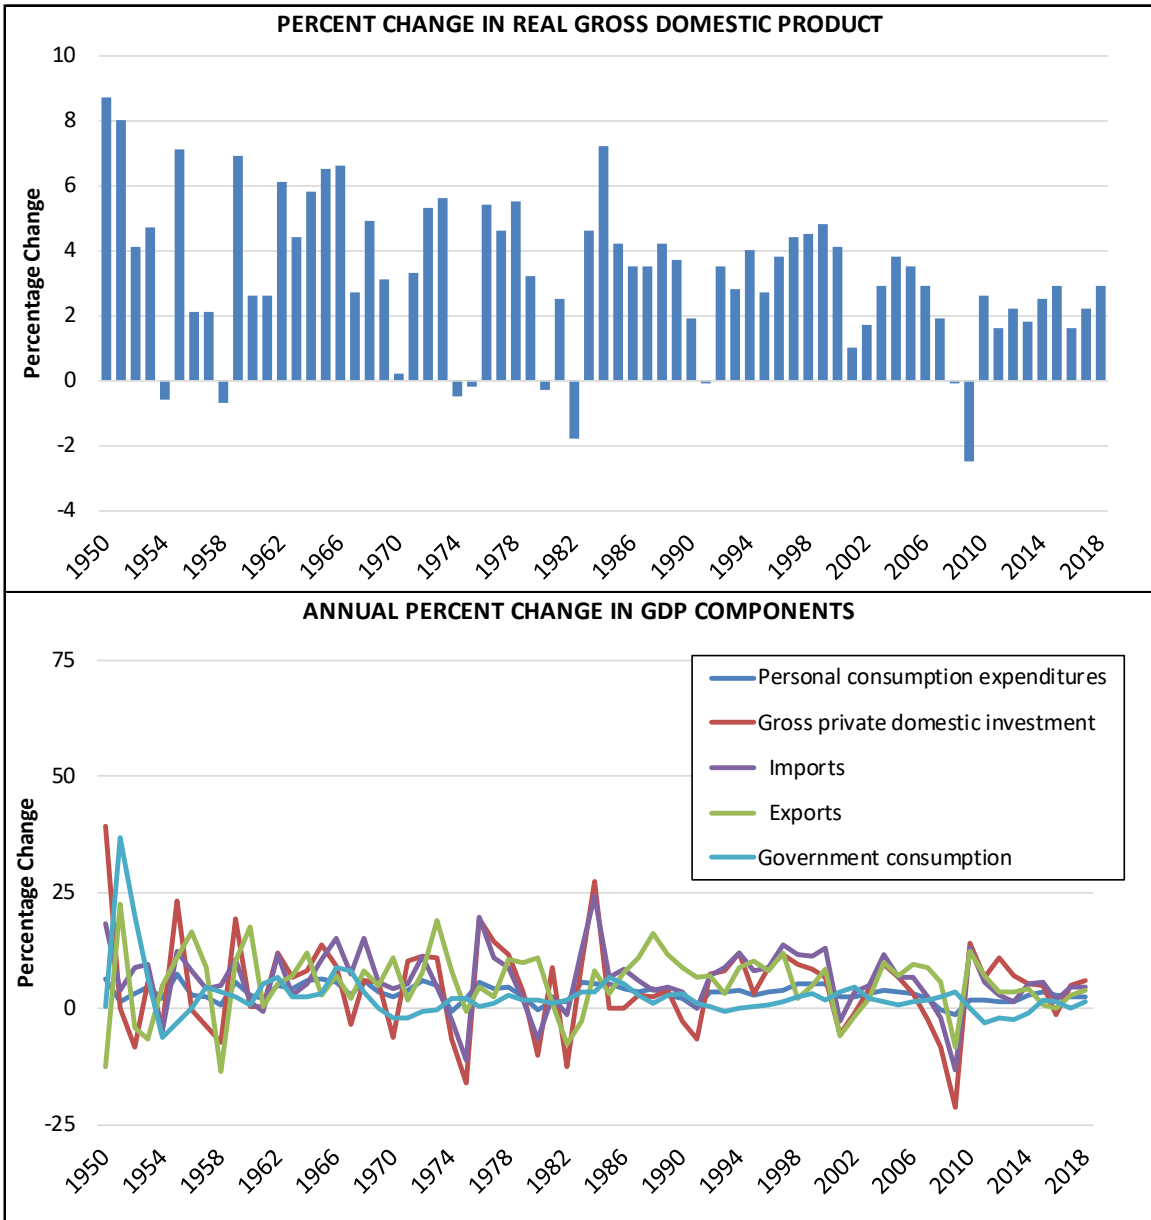 PERCENT CHANGE IN REAL GROSS DOMESTIC PRODUCT
10
8
6
4
2
0
-2
-4
Percentage Change
1950 1954 1958 1962 1966 1970 1974 1978 1982 1986 1990 1994 1998 2002 2006 2010 2014 2018
ANNUAL PERCENT CHANGE IN GDP COMPONENTS
75
50
25
0
-25
Percentage Change
Personal consumption expenditures
Gross private domestic investment
Imports
Exports
Government consumption
1950 1954 1958 1962 1966 1970 1974 1978 1982 1986 1990 1994 1998 2002 2006 2010 2014 2018